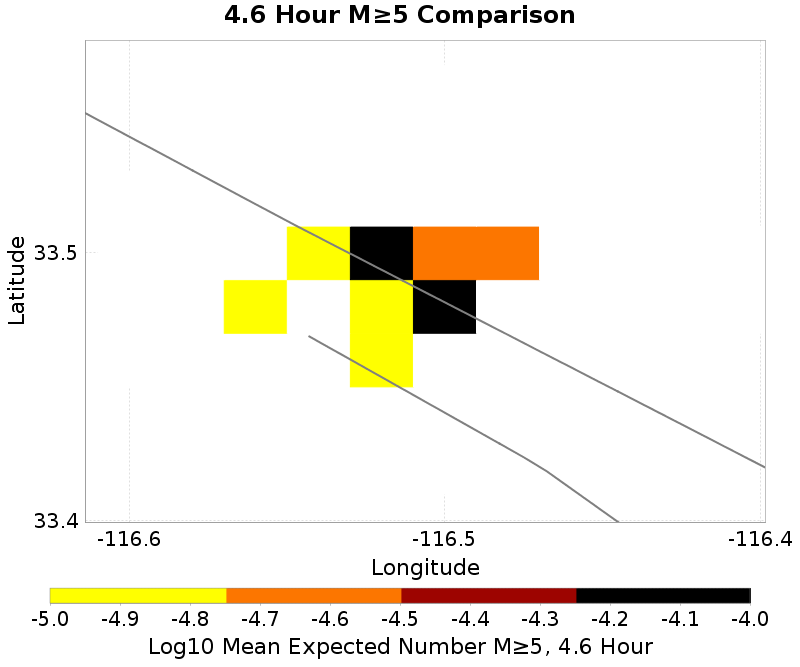 4.6 Hour M≥5 Comparison
Latitude
33.5
33.4
-116.6 -116.5 -116.4
Longitude
-5.0 -4.9 -4.8 -4.7 -4.6 -4.5 -4.4 -4.3 -4.2 -4.1 -4.0
Log10 Mean Expected Number M≥5, 4.6 Hour